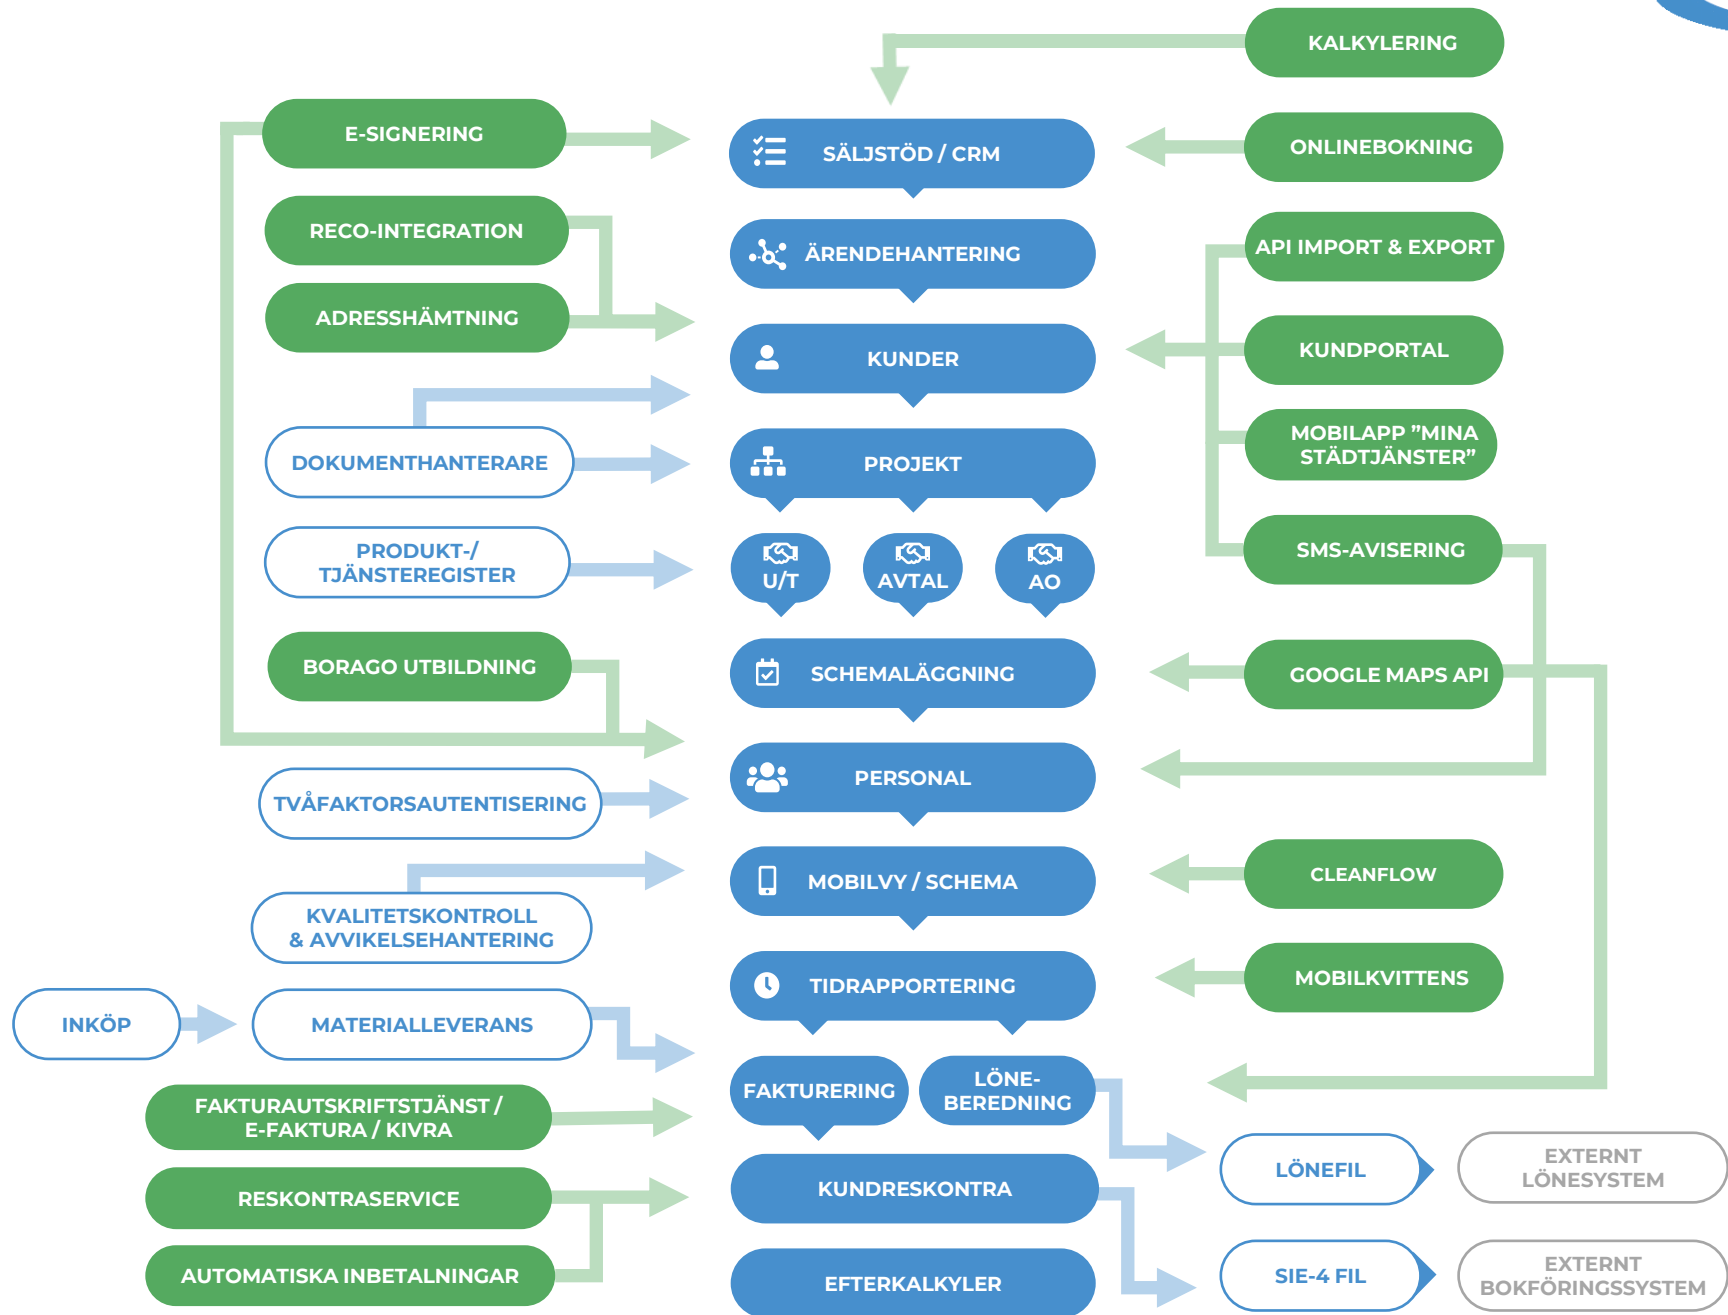 KALKYLERING
E-SIGNERING
SÄLJSTÖD / CRM
ONLINEBOKNING
RECO-INTEGRATION
ÄRENDEHANTERING
API IMPORT & EXPORT
ADRESSHÄMTNING
KUNDER
KUNDPORTAL
DOKUMENTHANTERARE
PROJEKT
MOBILAPP ”MINA
STÄDTJÄNSTER”
PRODUKT-/
TJÄNSTEREGISTER
U/T
AVTAL
AO
SMS-AVISERING
BORAGO UTBILDNING
SCHEMALÄGGNING
GOOGLE MAPS API
PERSONAL
TVÅFAKTORSAUTENTISERING
MOBILVY / SCHEMA
CLEANFLOW
KVALITETSKONTROLL
& AVVIKELSEHANTERING
TIDRAPPORTERING
MOBILKVITTENS
INKÖP
MATERIALLEVERANS
FAKTURERING
LÖNE-
BEREDNING
FAKTURAUTSKRIFTSTJÄNST /
E-FAKTURA / KIVRA
LÖNEFIL
EXTERNT
LÖNESYSTEM
RESKONTRASERVICE
KUNDRESKONTRA
AUTOMATISKA INBETALNINGAR
EFTERKALKYLER
SIE-4 FIL
EXTERNT
BOKFÖRINGSSYSTEM